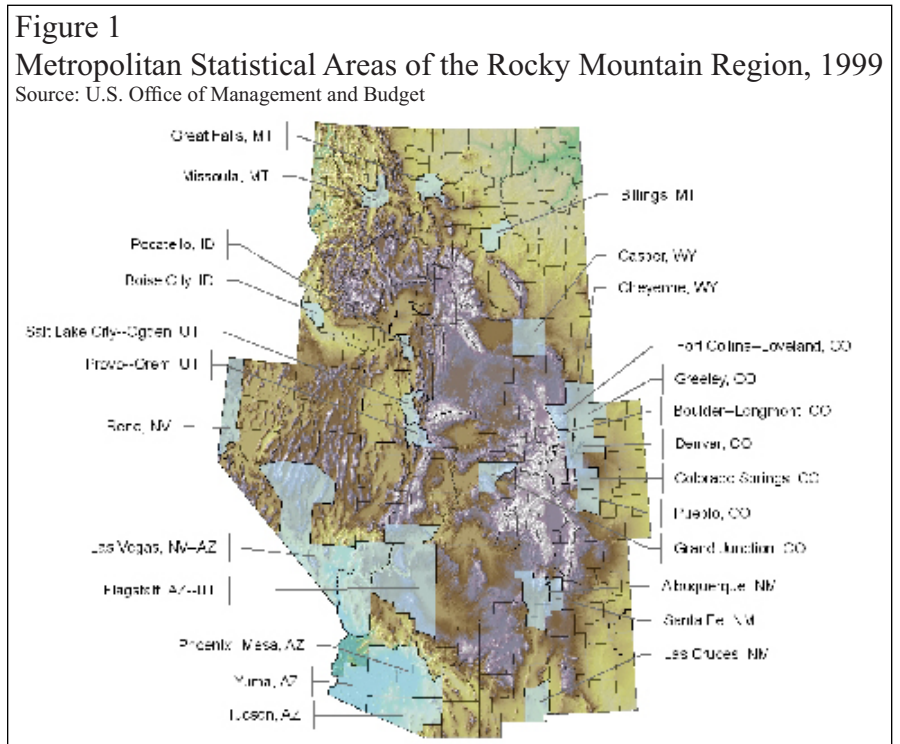 Figure 1
Metropolitan Statistical Areas of the Rocky Mountain Region, 1999
Source: U.S. Office of Management and Budget
Great Falls, MT
Missoula, MT
Billings, MT
Pocatello, ID
Casper, WY
Boise City, ID
Cheyenne, WY
Salt Lake City--Ogden, UT
Fort Collins--Loveland, CO
Provo--Orem, UT
Greeley, CO
Boulder--Longmont, CO
Reno, NV
Denver, CO
Colorado Springs, CO
Pueblo, CO
Las Vegas, NV--AZ
Grand Junction, CO
Flagstaff, AZ--UT
Albuquerque, NM
Santa Fe, NM
Phoenix--Mesa, AZ
Las Cruces, NM
Yuma, AZ
Tucson, AZ